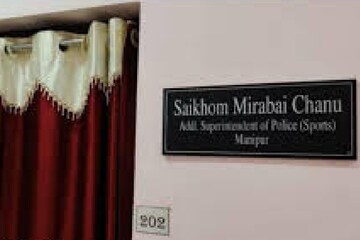 Saikhom Mirabai Chanu
Addl. Superintendent of Police (Sports)
Manipur
202